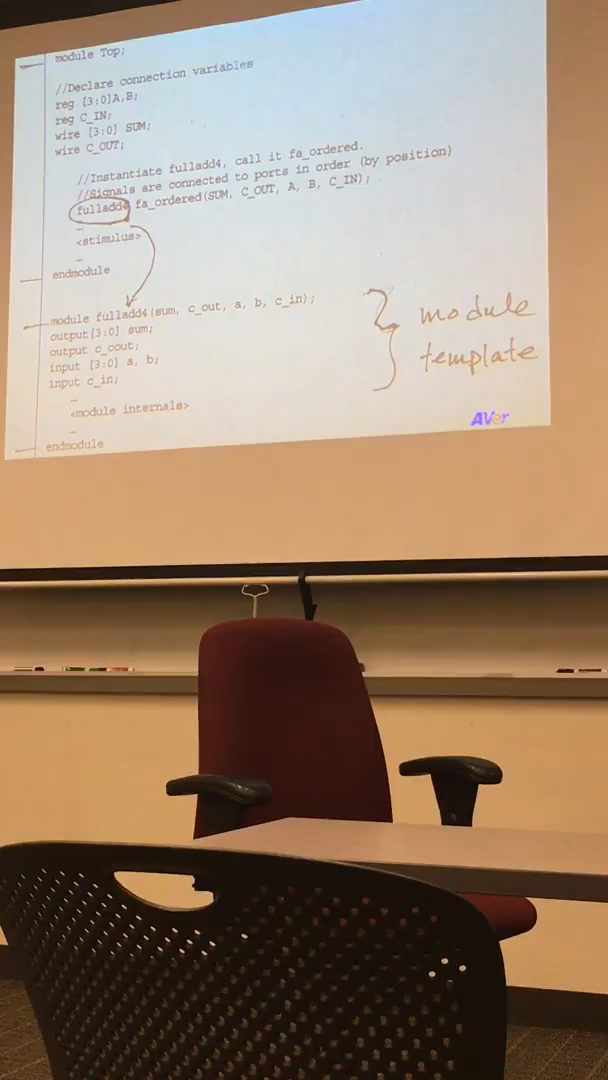 module Top;
//Declare connection variables
reg [3:0]A,B;
reg C_IN;
wire [3:0] SUM;
wire C_OUT;
//Instantiate fulladd4, call it fa_ordered.
//Signals are connected to ports in order (by position)
fulladd4 fa_ordered(SUM, C_OUT, A, B, C_IN);
…
<stimulus>
…
endmodule
module fulladd4(sum, c_out, a, b, c_in);
output[3:0] sum;
output c_cout;
input [3:0] a, b;
input c_in;
…
<module internals>
…
endmodule
module
template
AVer